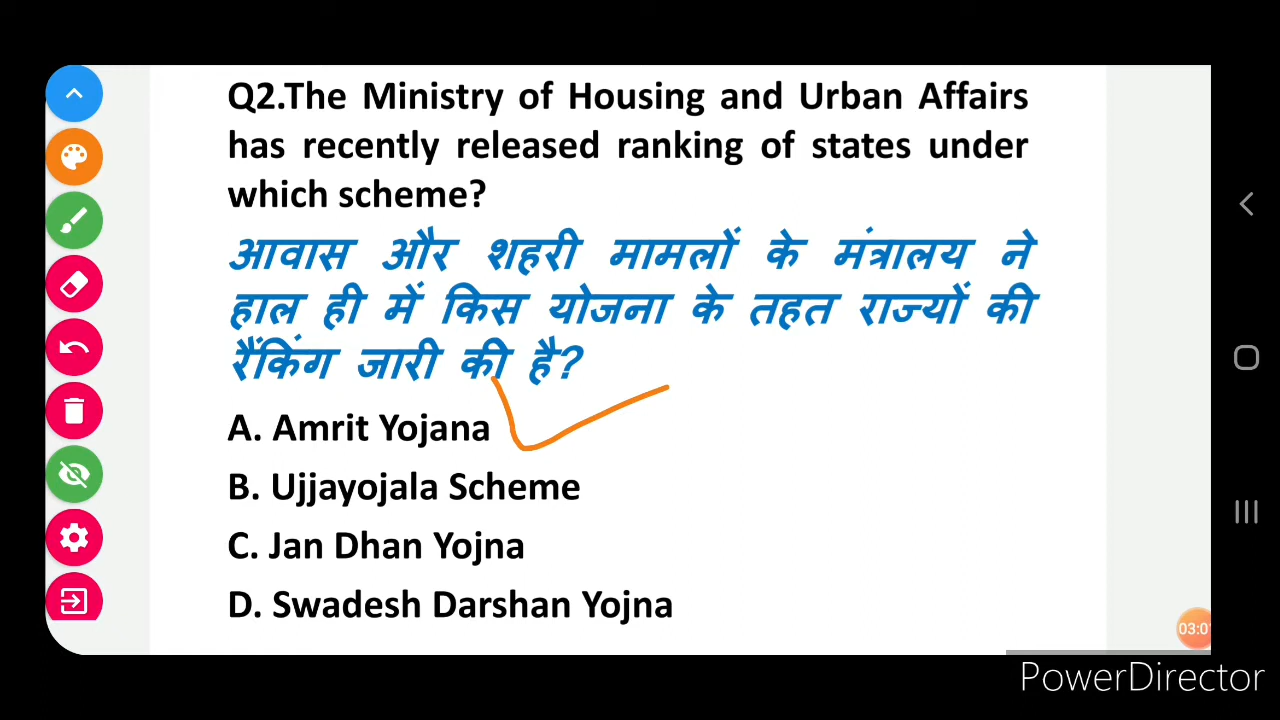 Q2.The Ministry of Housing and Urban Affairs
has recently released ranking of states under
which scheme?
आवास और शहरी मामलों के मंत्रालय ने
हाल ही में किस योजना के तहत राज्यों की
रैंकिंग जारी की है?
A. Amrit Yojana
B. Ujjayojala Scheme
C. Jan Dhan Yojna
D. Swadesh Darshan Yojna
PowerDirector